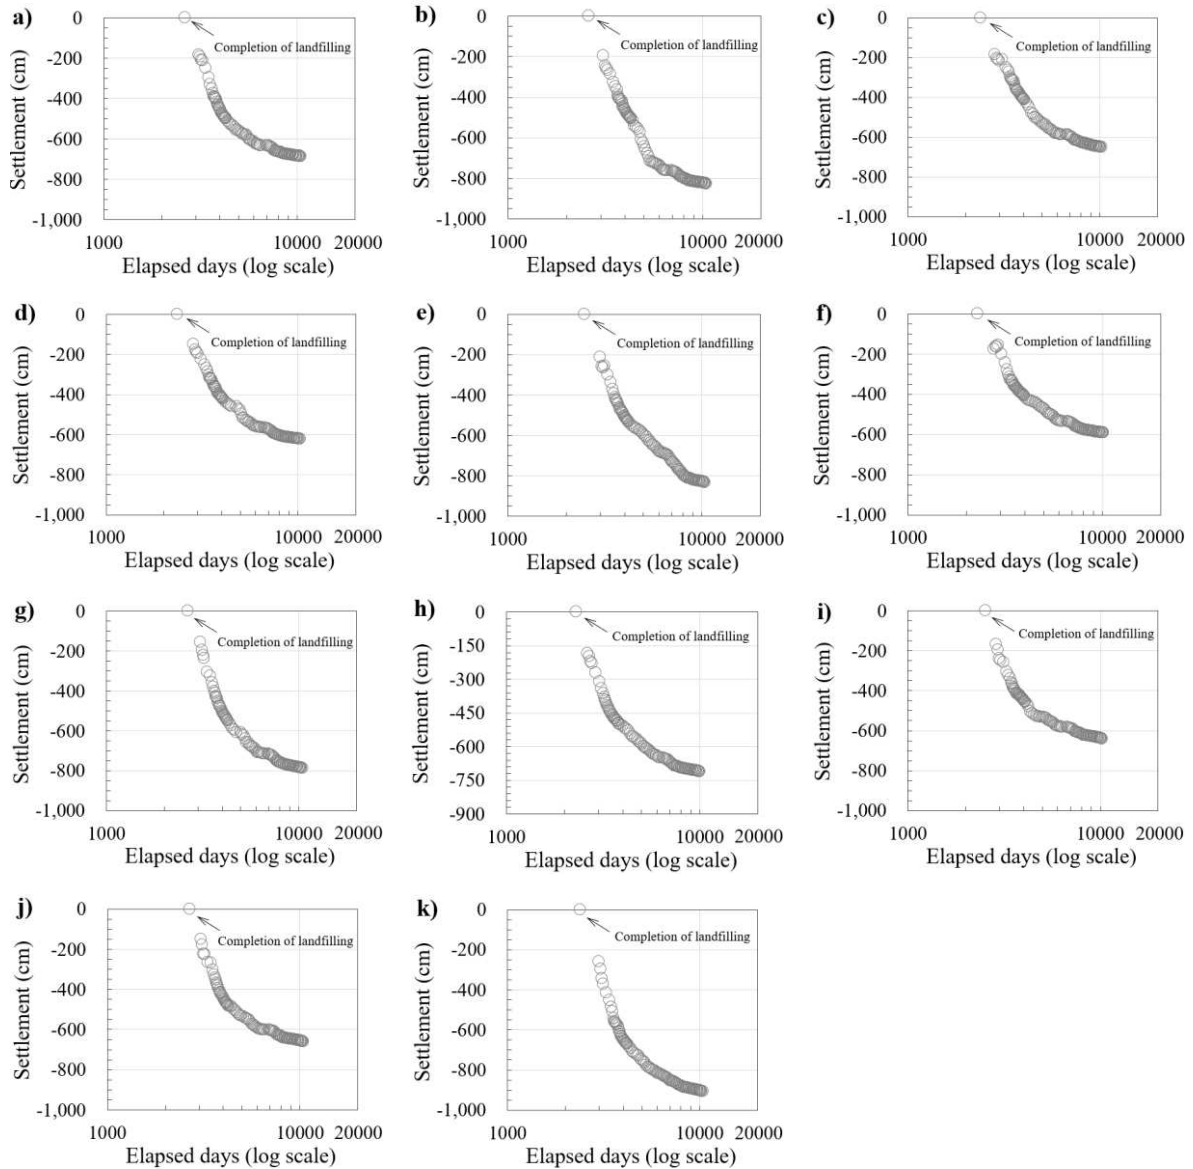 a)
0
-200
-400
-600
-800
-1,000
Settlement (cm)
Completion of landfilling
1000
10000
20000
Elapsed days (log scale)
b)
0
-200
-400
-600
-800
-1,000
Settlement (cm)
Completion of landfilling
1000
10000
20000
Elapsed days (log scale)
c)
0
-200
-400
-600
-800
-1,000
Settlement (cm)
Completion of landfilling
1000
10000
20000
Elapsed days (log scale)
d)
0
-200
-400
-600
-800
-1,000
Settlement (cm)
Completion of landfilling
1000
10000
20000
Elapsed days (log scale)
e)
0
-200
-400
-600
-800
-1,000
Settlement (cm)
Completion of landfilling
1000
10000
20000
Elapsed days (log scale)
f)
0
-200
-400
-600
-800
-1,000
Settlement (cm)
Completion of landfilling
1000
10000
20000
Elapsed days (log scale)
g)
0
-200
-400
-600
-800
-1,000
Settlement (cm)
Completion of landfilling
1000
10000
20000
Elapsed days (log scale)
h)
0
-150
-300
-450
-600
-750
-900
Settlement (cm)
Completion of landfilling
1000
10000
20000
Elapsed days (log scale)
i)
0
-200
-400
-600
-800
-1,000
Settlement (cm)
Completion of landfilling
1000
10000
20000
Elapsed days (log scale)
j)
0
-200
-400
-600
-800
-1,000
Settlement (cm)
Completion of landfilling
1000
10000
20000
Elapsed days (log scale)
k)
0
-200
-400
-600
-800
-1,000
Settlement (cm)
Completion of landfilling
1000
10000
20000
Elapsed days (log scale)